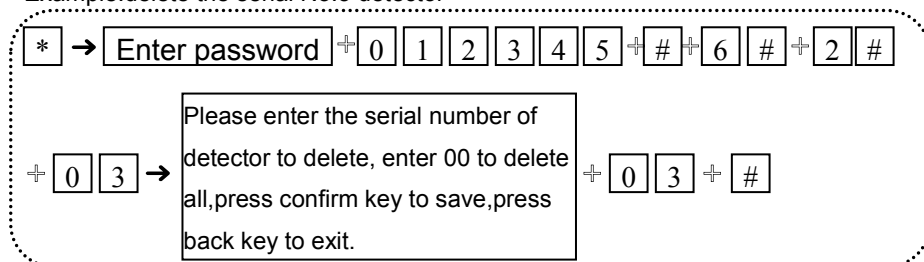 * → Enter password + 0 1 2 3 4 5 + # + 6 # + 2 #
Please enter the serial number of
detector to delete, enter 00 to delete
+ 0 3 → + 0 3 + #
all,press confirm key to save,press
back key to exit.